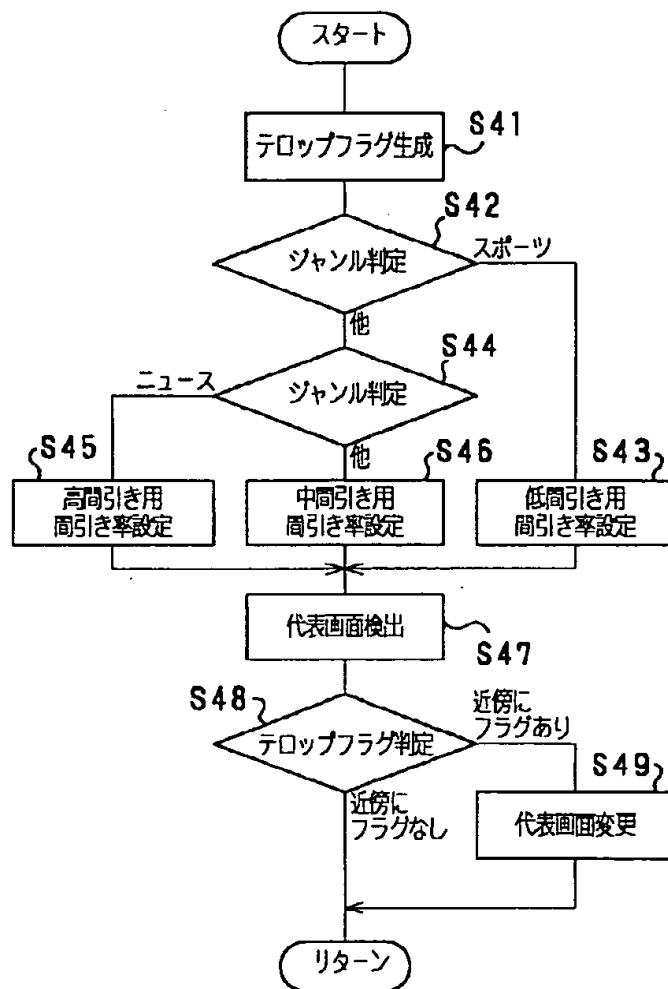 スタート
テロップフラグ生成
S41
S42
ジャンル判定
スポーツ
他
S44
ニュース
ジャンル判定
他
S45
高間引き用
間引き率設定
S46
中間引き用
間引き率設定
S43
低間引き用
間引き率設定
代表画面検出
S47
S48
テロップフラグ判定
近傍に
フラグあり
近傍に
フラグなし
S49
代表画面変更
リターン